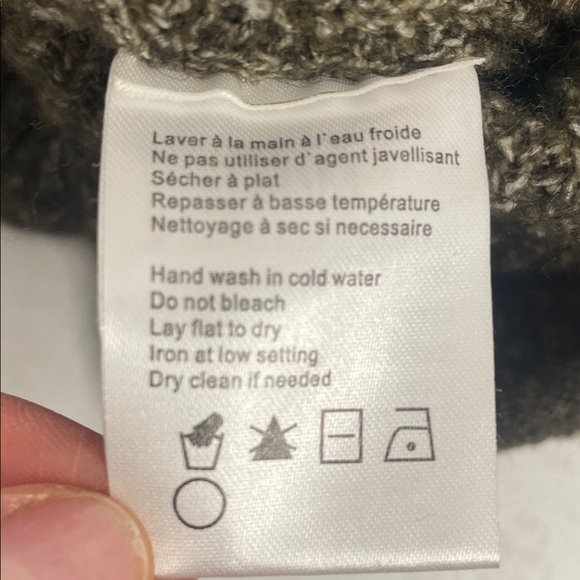 Laver à la main à l'eau froide
Ne pas utiliser d'agent javellisant
Sécher à plat
Repasser à basse température
Nettoyage à sec si necessaire
Hand wash in cold water
Do not bleach
Lay flat to dry
Iron at low setting
Dry clean if needed